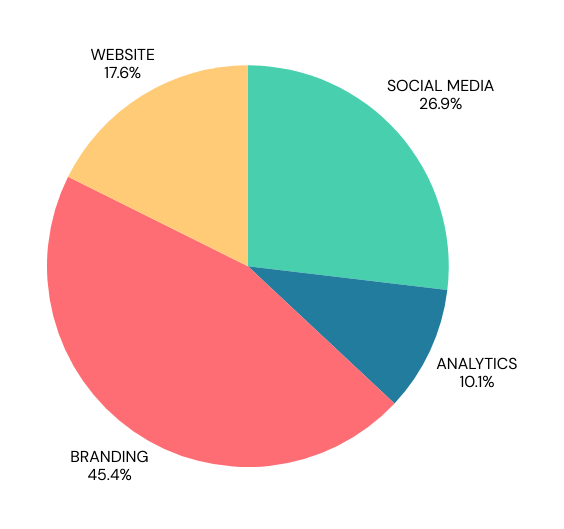 WEBSITE
17.6%
SOCIAL MEDIA
26.9%
ANALYTICS
10.1%
BRANDING
45.4%